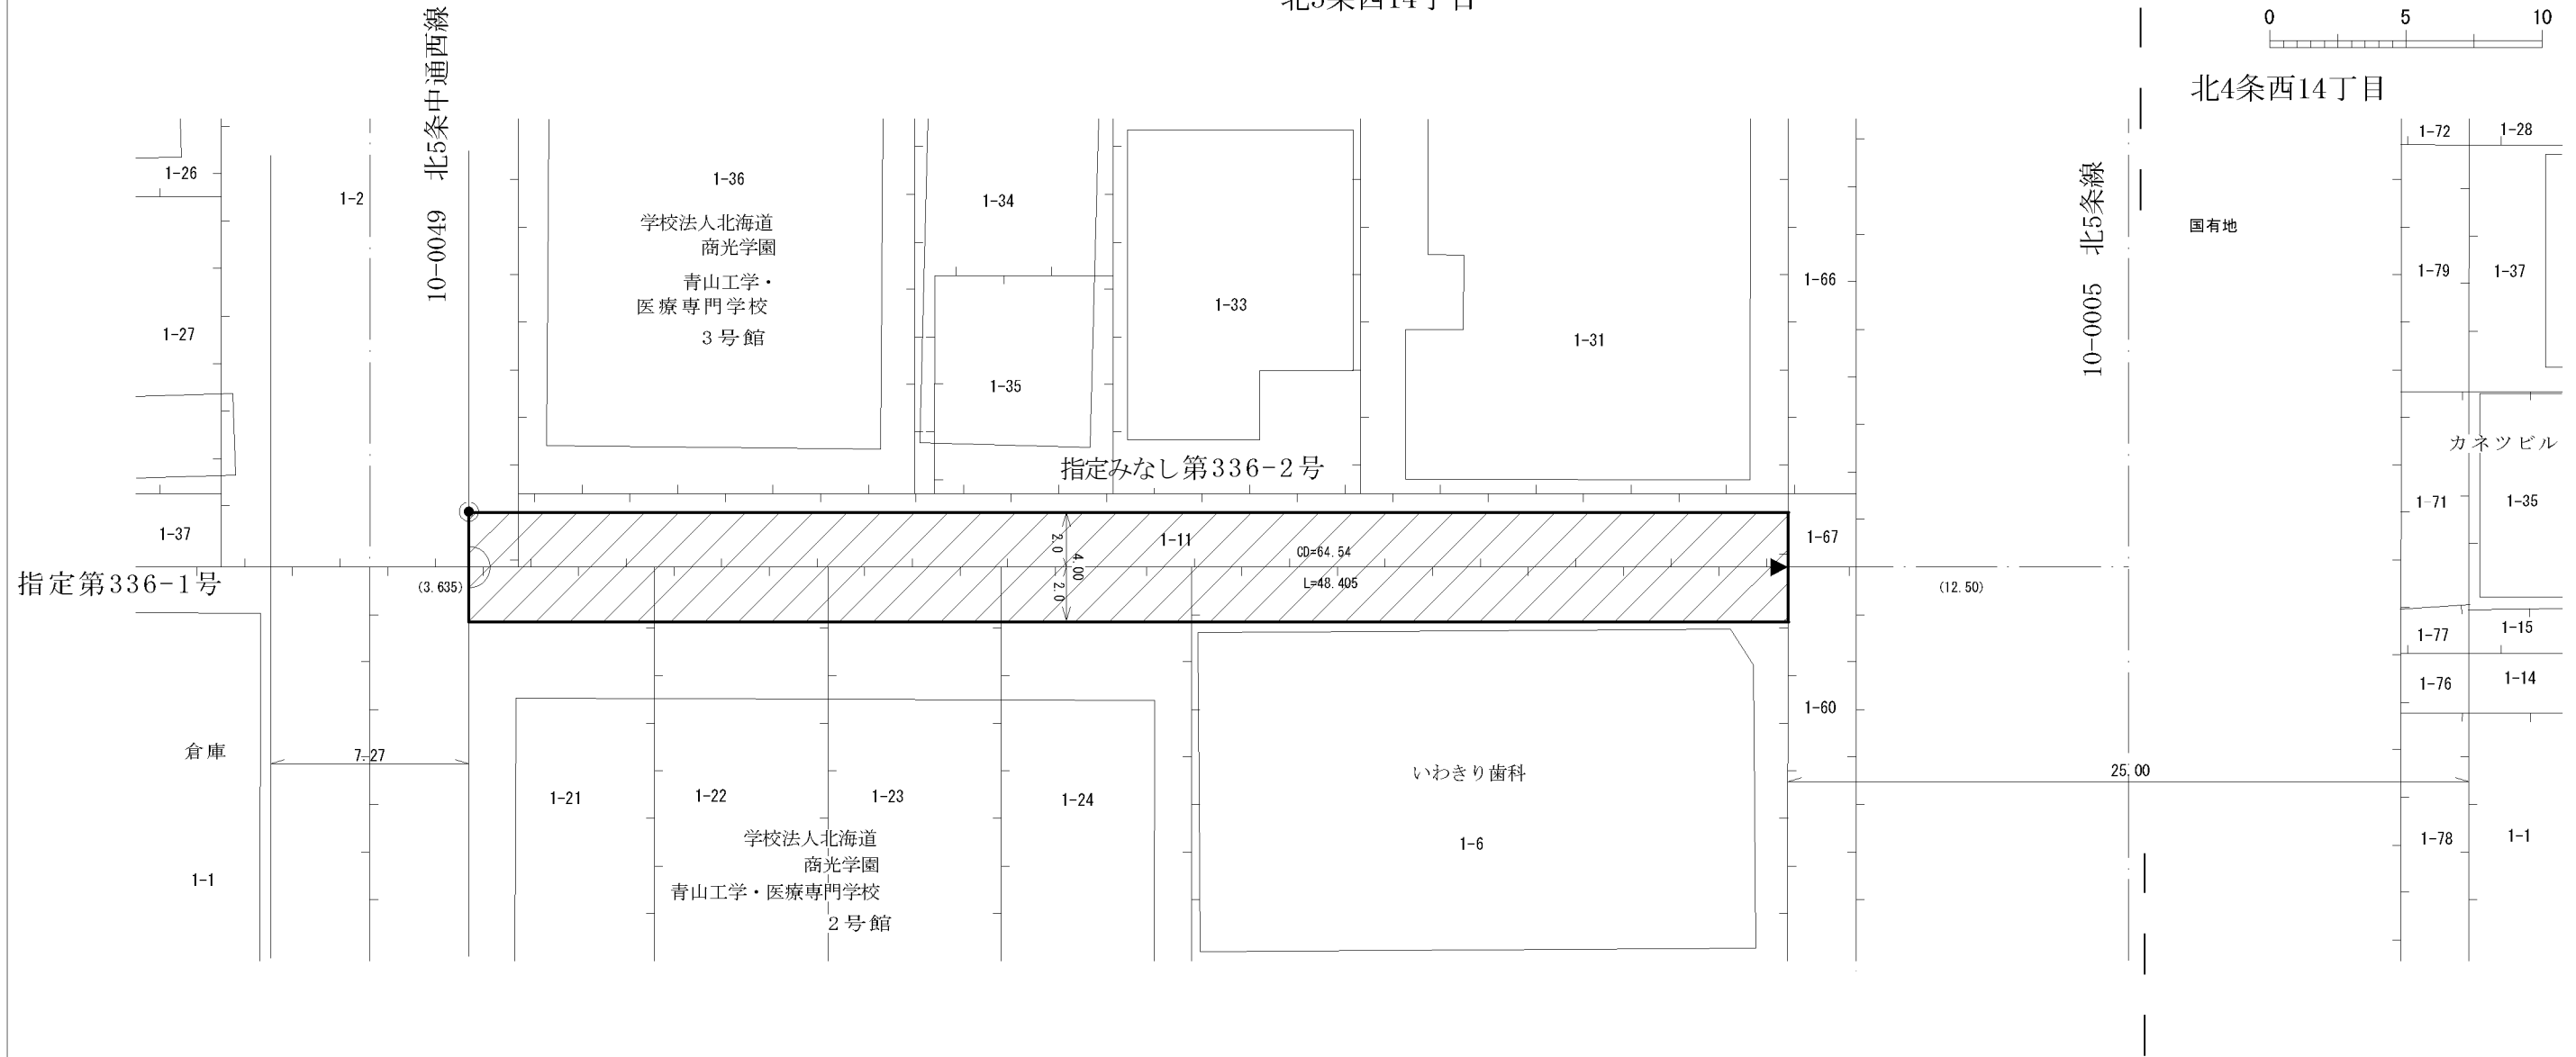 0 5 10
北4条西14丁目
10-0049 北5条中通西線
10-0005 北5条線
国有地
1-72
1-28
1-26
1-2
1-36
学校法人北海道
商光学園
青山工学・
医療専門学校
３号館
1-34
1-33
1-35
1-31
1-66
1-79
1-37
1-27
カネツビル
指定みなし第336-2号
1-71
1-35
1-37
1-11
1-67
2.0
4.00
2.0
CD=64.54
L=48.405
指定第336-1号
(3.635)
(12.50)
1-77
1-15
1-76
1-14
1-60
倉庫
7.27
25.00
いわきり歯科
1-21
1-22
1-23
1-24
1-6
学校法人北海道
商光学園
青山工学・医療専門学校
２号館
1-78
1-1
1-1